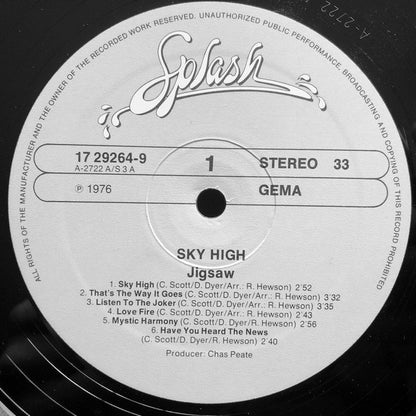 ALL RIGHTS OF THE MANUFACTURER AND THE OWNER OF THE RECORDED WORK RESERVED. UNAUTHORIZED PUBLIC PERFORMANCE, BROADCASTING AND COPYING OF THIS RECORD PROHIBITED
A-2722
Splash
17 29264-9 1 STEREO 33
A-2722 A/S 3 A
℗ 1976 GEMA
SKY HIGH
Jigsaw
1. Sky High (C. Scott/D. Dyer/Arr.: R. Hewson) 2'52
2. That's The Way It Goes (C. Scott/D. Dyer/Arr.: R. Hewson) 3'32
3. Listen To The Joker (C. Scott/D. Dyer/Arr.: R. Hewson) 3'35
4. Love Fire (C. Scott/D. Dyer/Arr.: R. Hewson) 2'43
5. Mystic Harmony (C. Scott/D. Dyer/Arr.: R. Hewson) 2'56
6. Have You Heard The News
(C. Scott/D. Dyer/Arr.: R. Hewson) 2'40
Producer: Chas Peate